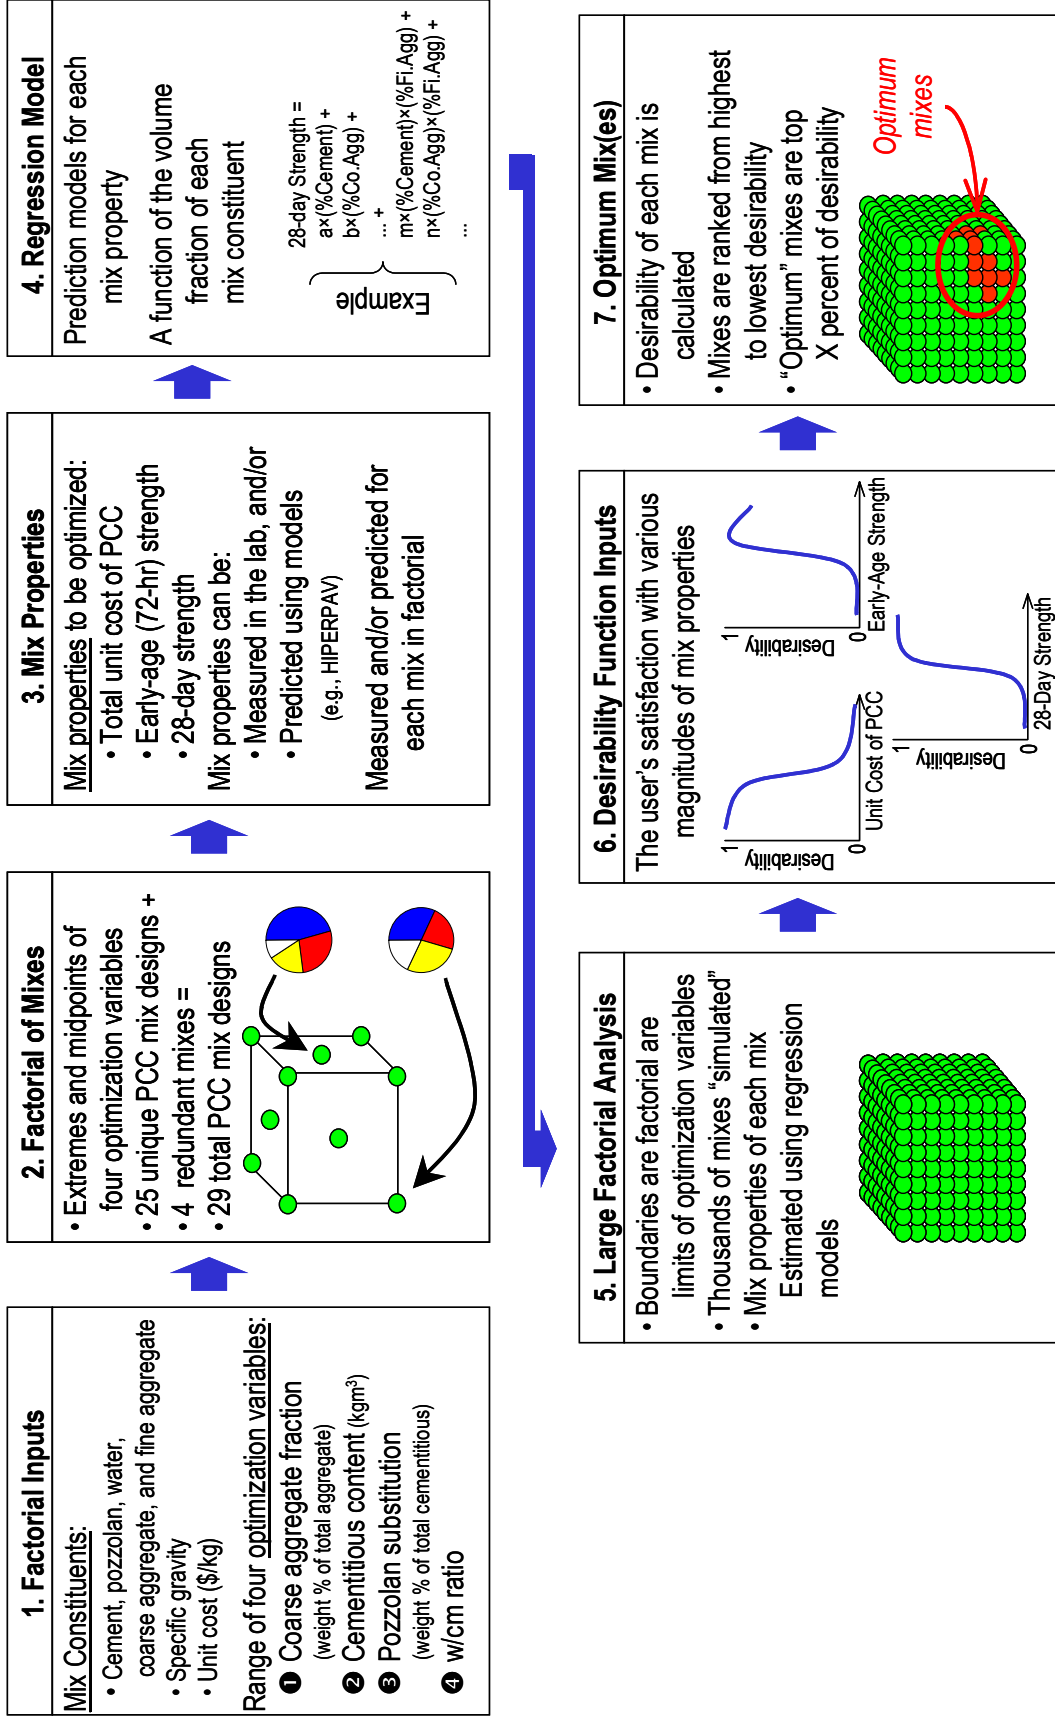 1. Factorial Inputs
Mix Constituents:
• Cement, pozzolan, water,
coarse aggregate, and fine aggregate
• Specific gravity
• Unit cost ($/kg)
Range of four optimization variables:
❶ Coarse aggregate fraction
(weight % of total aggregate)
❷ Cementitious content (kgm³)
❸ Pozzolan substitution
(weight % of total cementitious)
❹ w/cm ratio
2. Factorial of Mixes
• Extremes and midpoints of
four optimization variables
• 25 unique PCC mix designs +
• 4 redundant mixes =
• 29 total PCC mix designs
3. Mix Properties
Mix properties to be optimized:
• Total unit cost of PCC
• Early-age (72-hr) strength
• 28-day strength
Mix properties can be:
• Measured in the lab, and/or
• Predicted using models
(e.g., HIPERPAV)
Measured and/or predicted for
each mix in factorial
4. Regression Model
Prediction models for each
mix property
A function of the volume
fraction of each
mix constituent
Example
28-day Strength =
a×(%Cement) +
b×(%Co.Agg) +
... +
m×(%Cement)×(%Fi.Agg) +
n×(%Co.Agg)×(%Fi.Agg) +
...
5. Large Factorial Analysis
• Boundaries are factorial are
limits of optimization variables
• Thousands of mixes “simulated”
• Mix properties of each mix
Estimated using regression
models
6. Desirability Function Inputs
The user's satisfaction with various
magnitudes of mix properties
1
Desirability
0
Unit Cost of PCC
1
Desirability
0
Early-Age Strength
1
Desirability
0
28-Day Strength
7. Optimum Mix(es)
• Desirability of each mix is
calculated
• Mixes are ranked from highest
to lowest desirability
• “Optimum” mixes are top
X percent of desirability
Optimum
mixes